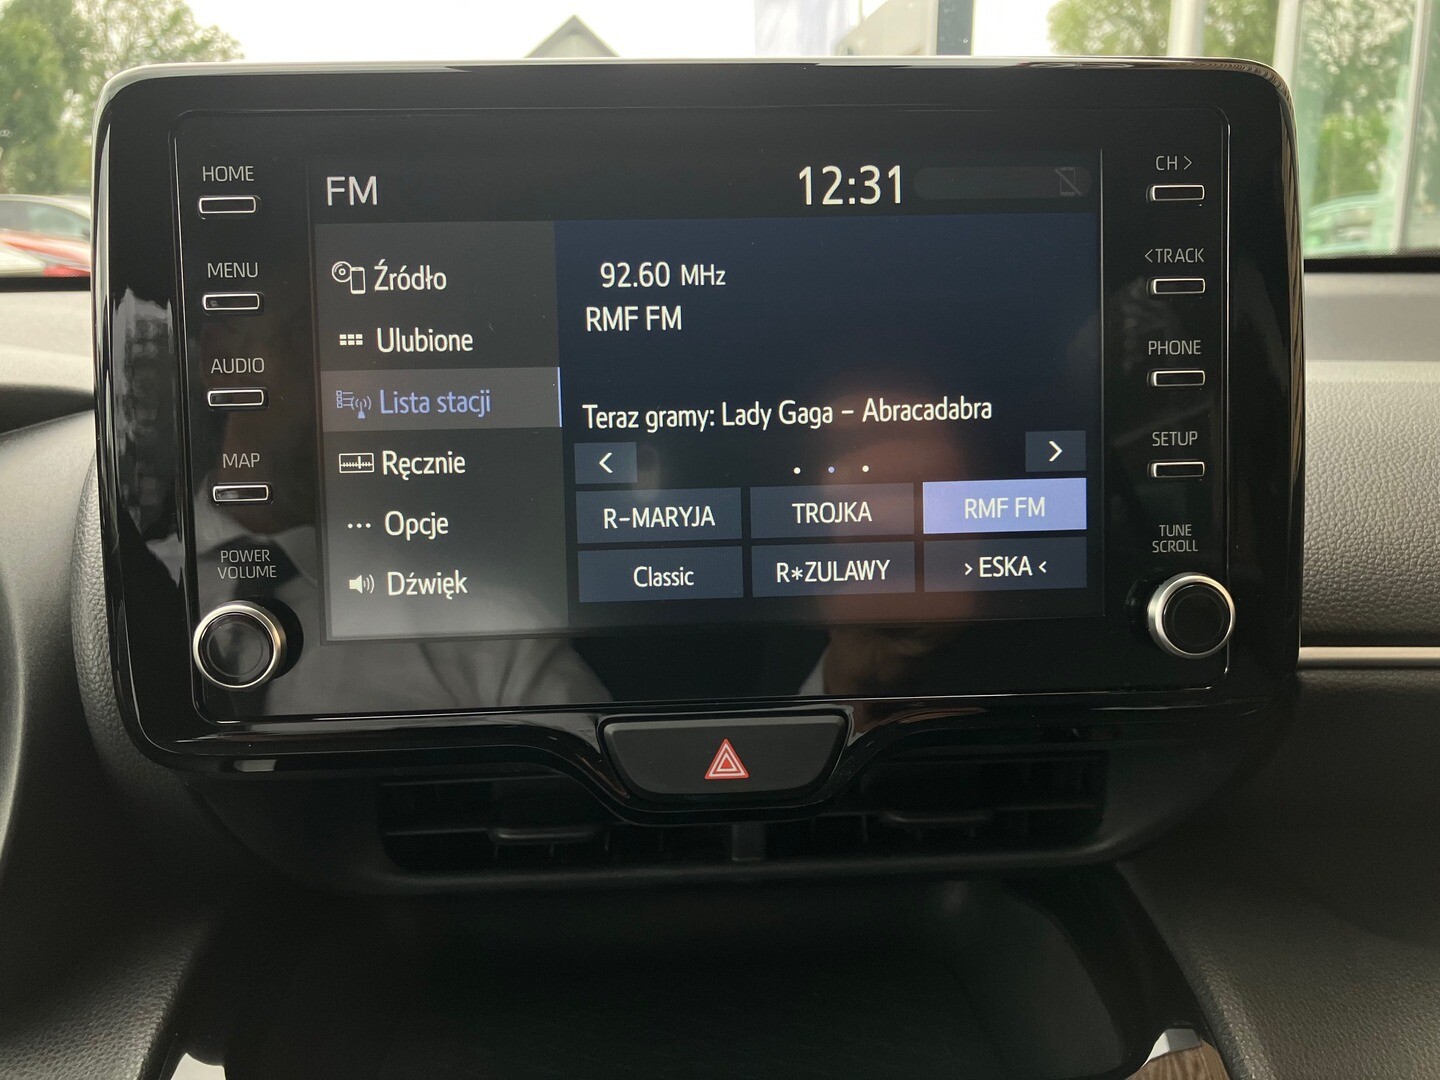 HOME
MENU
AUDIO
MAP
POWER
VOLUME
FM
12:31
Źródło
Ulubione
Lista stacji
Ręcznie
Opcje
Dźwięk
92.60 MHz
RMF FM
Teraz gramy: Lady Gaga - Abracadabra
< >
R-MARYJA TROJKA RMF FM
Classic R*ZULAWY > ESKA <
CH >
< TRACK
PHONE
SETUP
TUNE
SCROLL